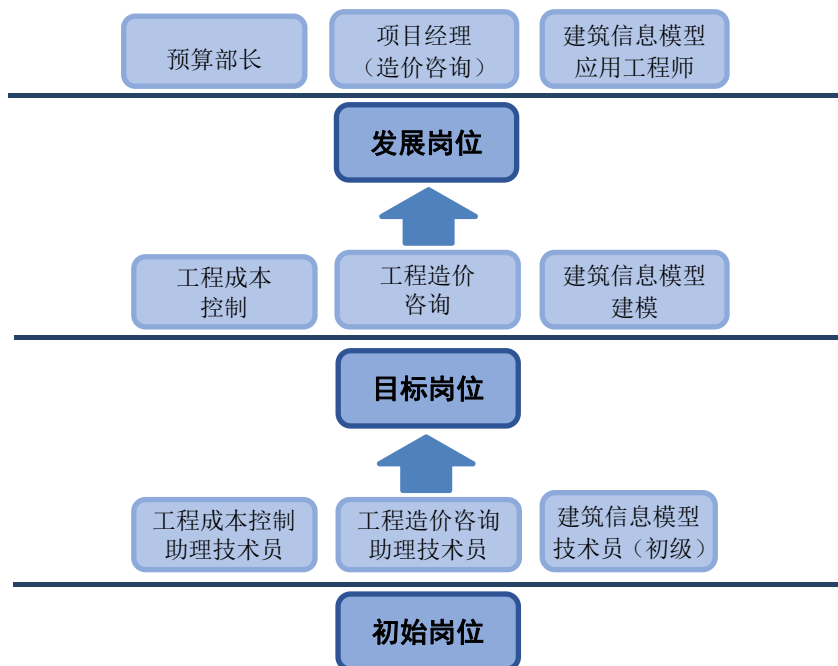 预算部长
项目经理
（造价咨询）
建筑信息模型
应用工程师
发展岗位
工程成本
控制
工程造价
咨询
建筑信息模型
建模
目标岗位
工程成本控制
助理技术员
工程造价咨询
助理技术员
建筑信息模型
技术员（初级）
初始岗位